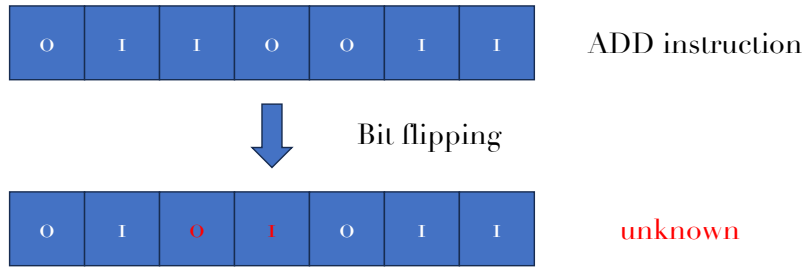 0 1 1 0 0 1 1 ADD instruction
Bit flipping
0 1 0 1 0 1 1 unknown